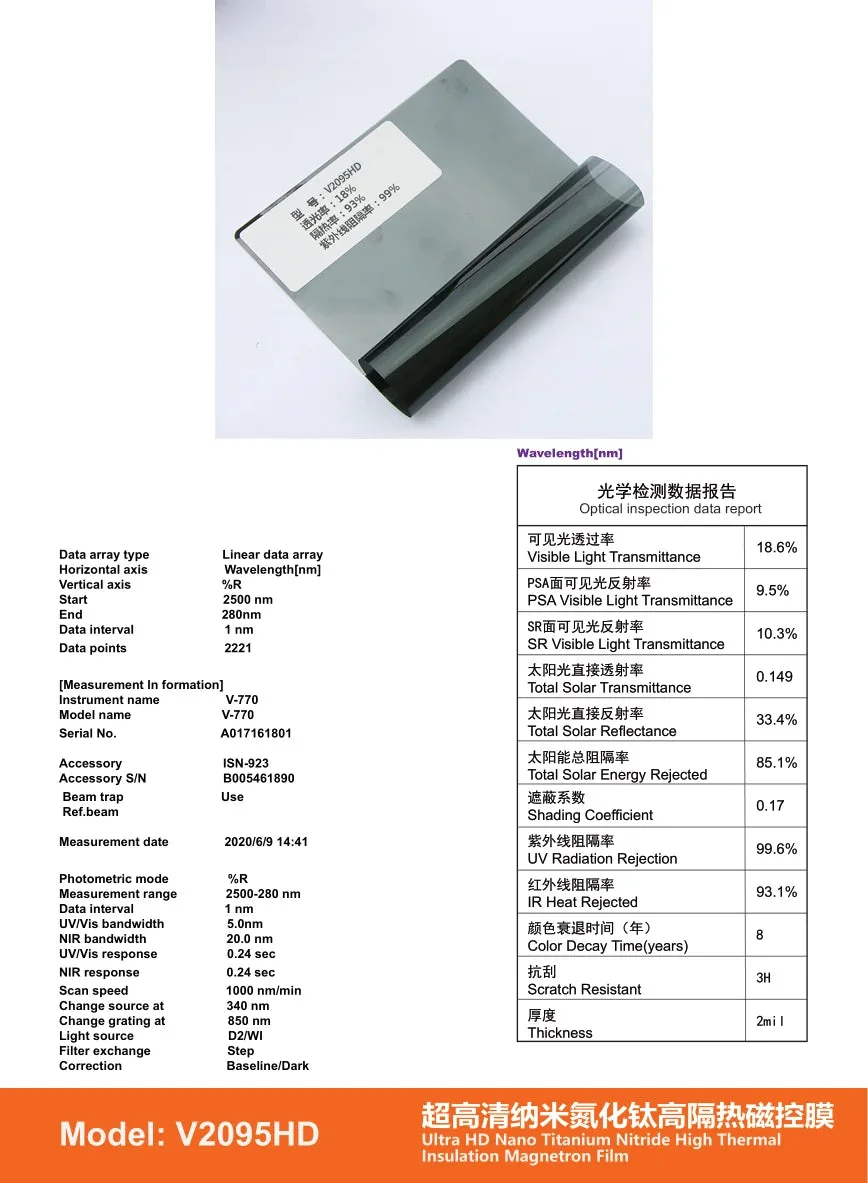 型 号：V2095HD
透光率：18%
隔热率：93%
紫外线阻隔率：99%
Wavelength[nm]
光学检测数据报告
Optical inspection data report
可见光透过率
Visible Light Transmittance 18.6%
PSA面可见光反射率
PSA Visible Light Transmittance 9.5%
SR面可见光反射率
SR Visible Light Transmittance 10.3%
太阳光直接透射率
Total Solar Transmittance 0.149
太阳光直接反射率
Total Solar Reflectance 33.4%
太阳能总阻隔率
Total Solar Energy Rejected 85.1%
遮蔽系数
Shading Coefficient 0.17
紫外线阻隔率
UV Radiation Rejection 99.6%
红外线阻隔率
IR Heat Rejected 93.1%
颜色衰退时间（年）
Color Decay Time(years) 8
抗刮
Scratch Resistant 3H
厚度
Thickness 2mil
Data array type Linear data array
Horizontal axis Wavelength[nm]
Vertical axis %R
Start 2500 nm
End 280nm
Data interval 1 nm
Data points 2221
[Measurement In formation]
Instrument name V-770
Model name V-770
Serial No. A017161801
Accessory ISN-923
Accessory S/N B005461890
Beam trap Use
Ref.beam
Measurement date 2020/6/9 14:41
Photometric mode %R
Measurement range 2500-280 nm
Data interval 1 nm
UV/Vis bandwidth 5.0nm
NIR bandwidth 20.0 nm
UV/Vis response 0.24 sec
NIR response 0.24 sec
Scan speed 1000 nm/min
Change source at 340 nm
Change grating at 850 nm
Light source D2/WI
Filter exchange Step
Correction Baseline/Dark
Model: V2095HD
超高清纳米氮化钛高隔热磁控膜
Ultra HD Nano Titanium Nitride High Thermal
Insulation Magnetron Film